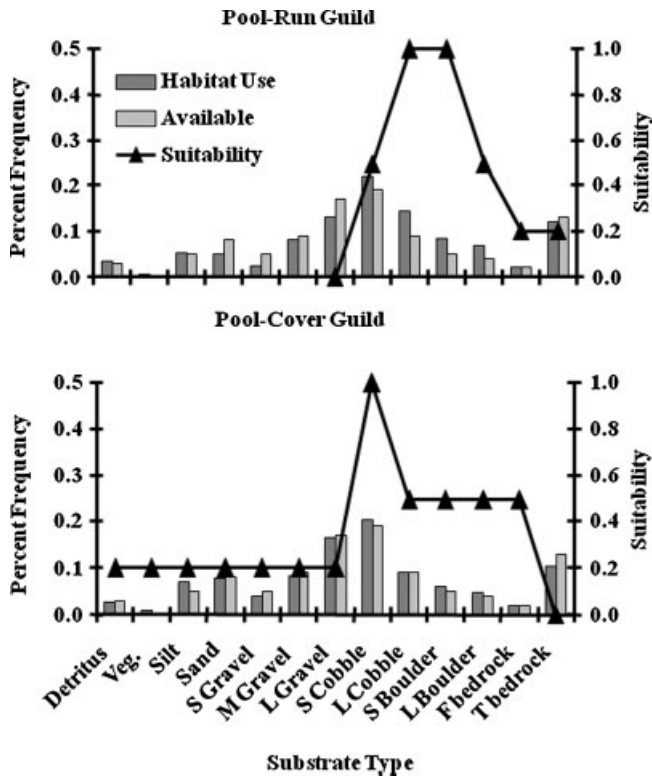 Pool-Run Guild
Percent Frequency
0.5
0.4
0.3
0.2
0.1
0.0
Habitat Use
Available
Suitability
1.0
0.8
0.6
0.4
0.2
0.0
Suitability
Pool-Cover Guild
Percent Frequency
0.5
0.4
0.3
0.2
0.1
0.0
1.0
0.8
0.6
0.4
0.2
0.0
Suitability
Detritus
Veg.
Silt
Sand
S Gravel
M Gravel
L Gravel
S Cobble
L Cobble
S Boulder
L Boulder
F bedrock
T bedrock
Substrate Type